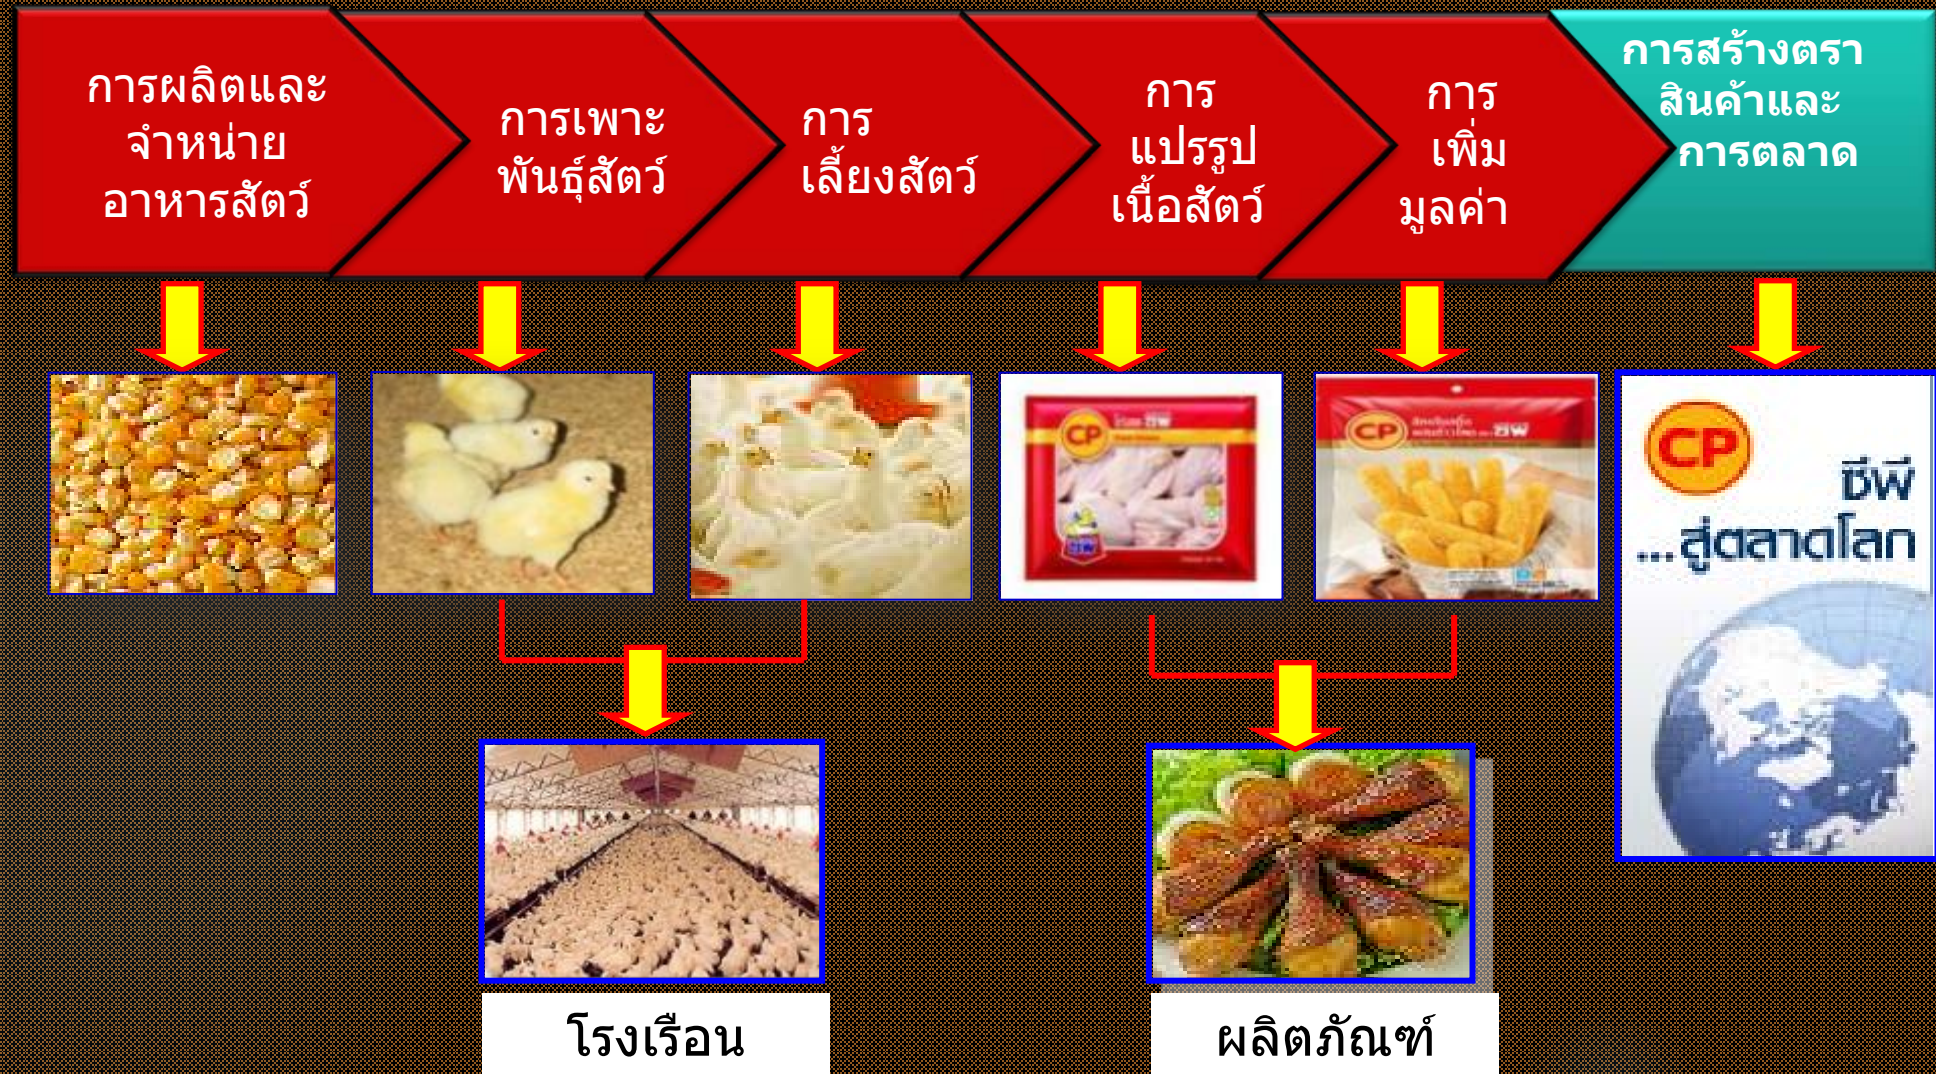 การผลิตและ
จำหน่าย
อาหารสัตว์
การเพาะ
พันธุ์สัตว์
การ
เลี้ยงสัตว์
การ
แปรรูป
เนื้อสัตว์
การ
เพิ่ม
มูลค่า
การสร้างตรา
สินค้าและ
การตลาด
CP
ซีพี
CP
ซีพี
CP
ซีพี
...สู่ตลาดโลก
โรงเรือน
ผลิตภัณฑ์